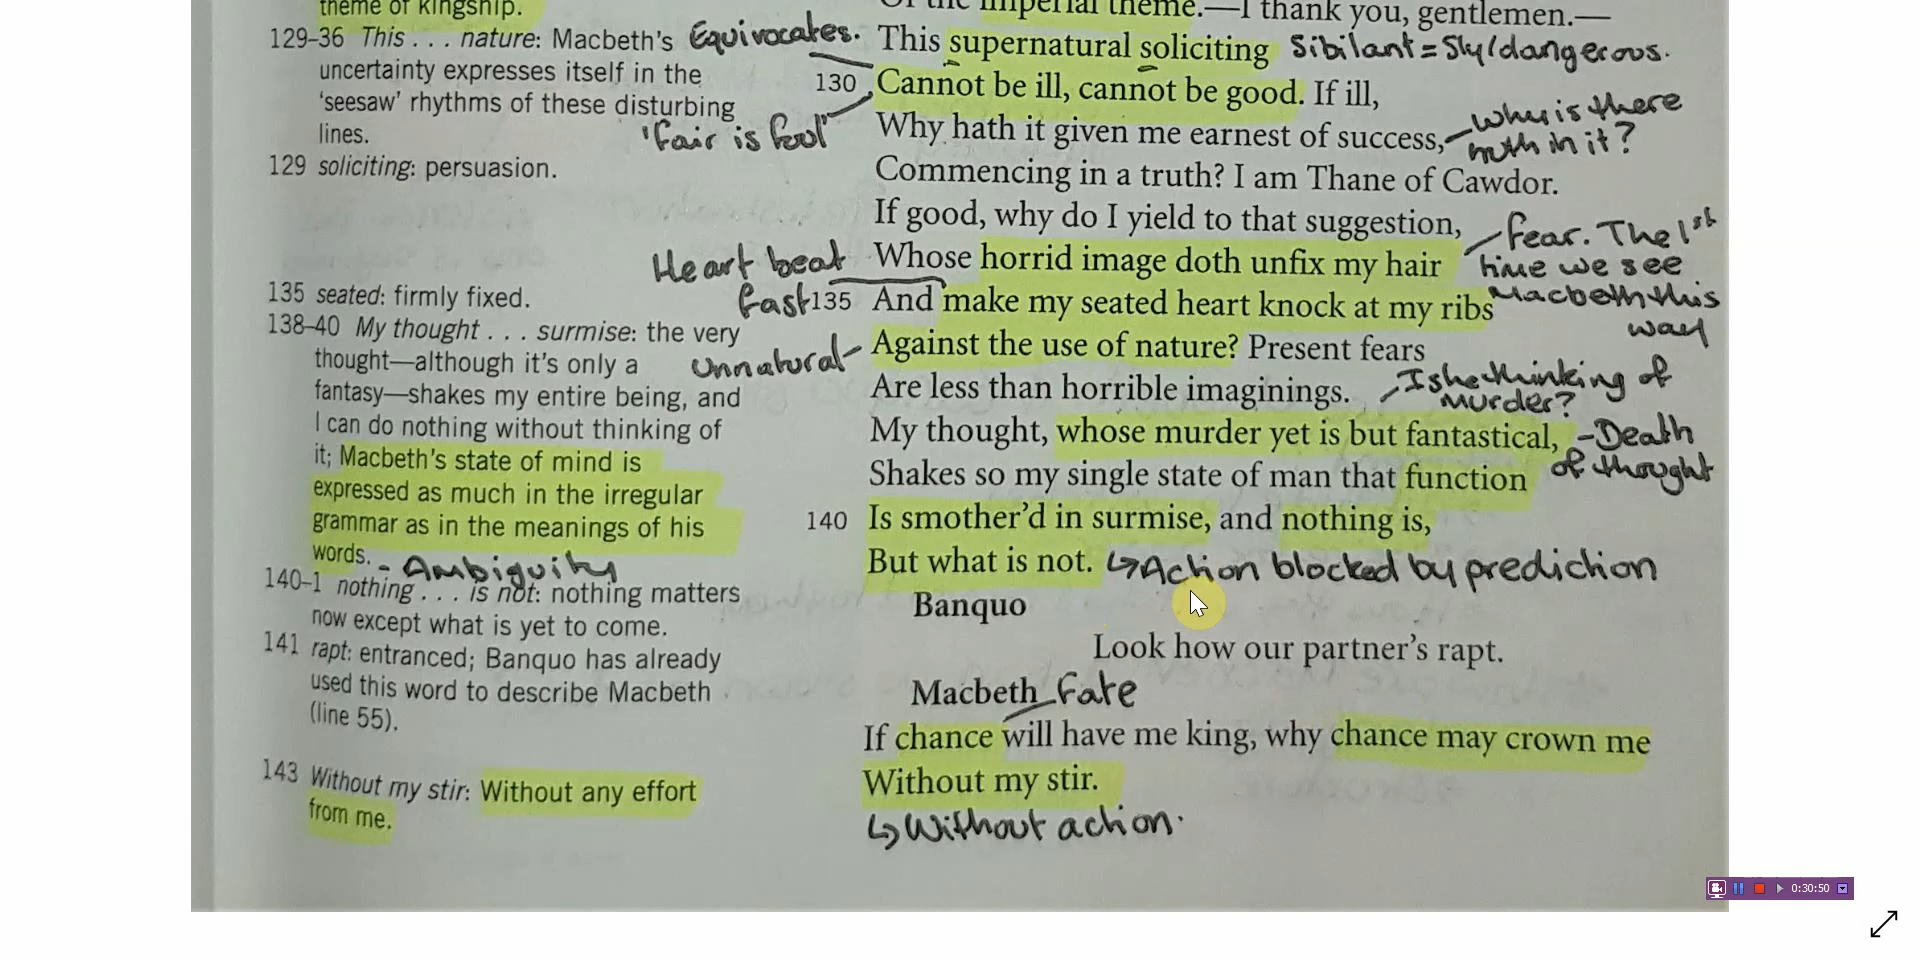 theme of kingship.
129–36 This . . . nature: Macbeth's
uncertainty expresses itself in the
'seesaw' rhythms of these disturbing
lines.
129 soliciting: persuasion.
135 seated: firmly fixed.
138–40 My thought . . . surmise: the very
thought—although it's only a
fantasy—shakes my entire being, and
I can do nothing without thinking of
it; Macbeth's state of mind is
expressed as much in the irregular
grammar as in the meanings of his
words. - Ambiguity
140–1 nothing . . . is not: nothing matters
now except what is yet to come.
141 rapt: entranced; Banquo has already
used this word to describe Macbeth
(line 55).
143 Without my stir: Without any effort
from me.
Equivocates.
'Fair is foul'
Heart beat
fast
Unnatural
Of the imperial theme.—I thank you, gentlemen.—
This supernatural soliciting Sibilant = Sly/dangerous.
130 Cannot be ill, cannot be good. If ill,
Why hath it given me earnest of success,
Commencing in a truth? I am Thane of Cawdor.
If good, why do I yield to that suggestion,
Whose horrid image doth unfix my hair
135 And make my seated heart knock at my ribs
Against the use of nature? Present fears
Are less than horrible imaginings.
My thought, whose murder yet is but fantastical,
Shakes so my single state of man that function
140 Is smother'd in surmise, and nothing is,
But what is not. ↳Action blocked by prediction
Banquo
Look how our partner's rapt.
Macbeth Fate
If chance will have me king, why chance may crown me
Without my stir.
↳Without action.
Why is there
truth in it?
Fear. The 1st
time we see
Macbeth this
way
Is he thinking of
Murder?
-Death
of thought
0:30:50